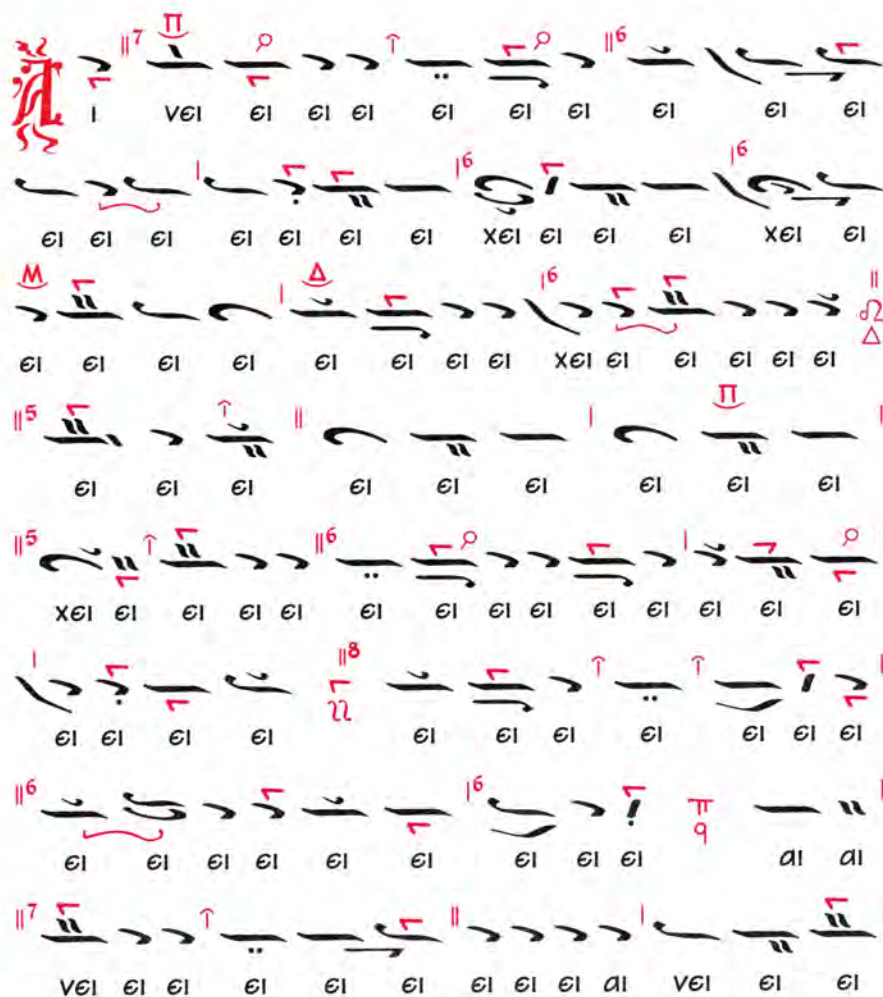 Α ι νει ει ει ει ει ει ει ει ει ει
ει ει ει ει ει ει ει χει ει ει ει χει ει
ει ει ει ει ει ει ει ει χει ει ει ει ει ει
ει ει ει ει ει ει ει ει ει
χει ει ει ει ει ει ει ει ει ει ει ει ει ει
ει ει ει ει ει ει ει ει ει ει ει
ει ει ει ει ει ει ει ει ει αι αι
νει ει ει ει ει ει ει ει αι νει ει ει